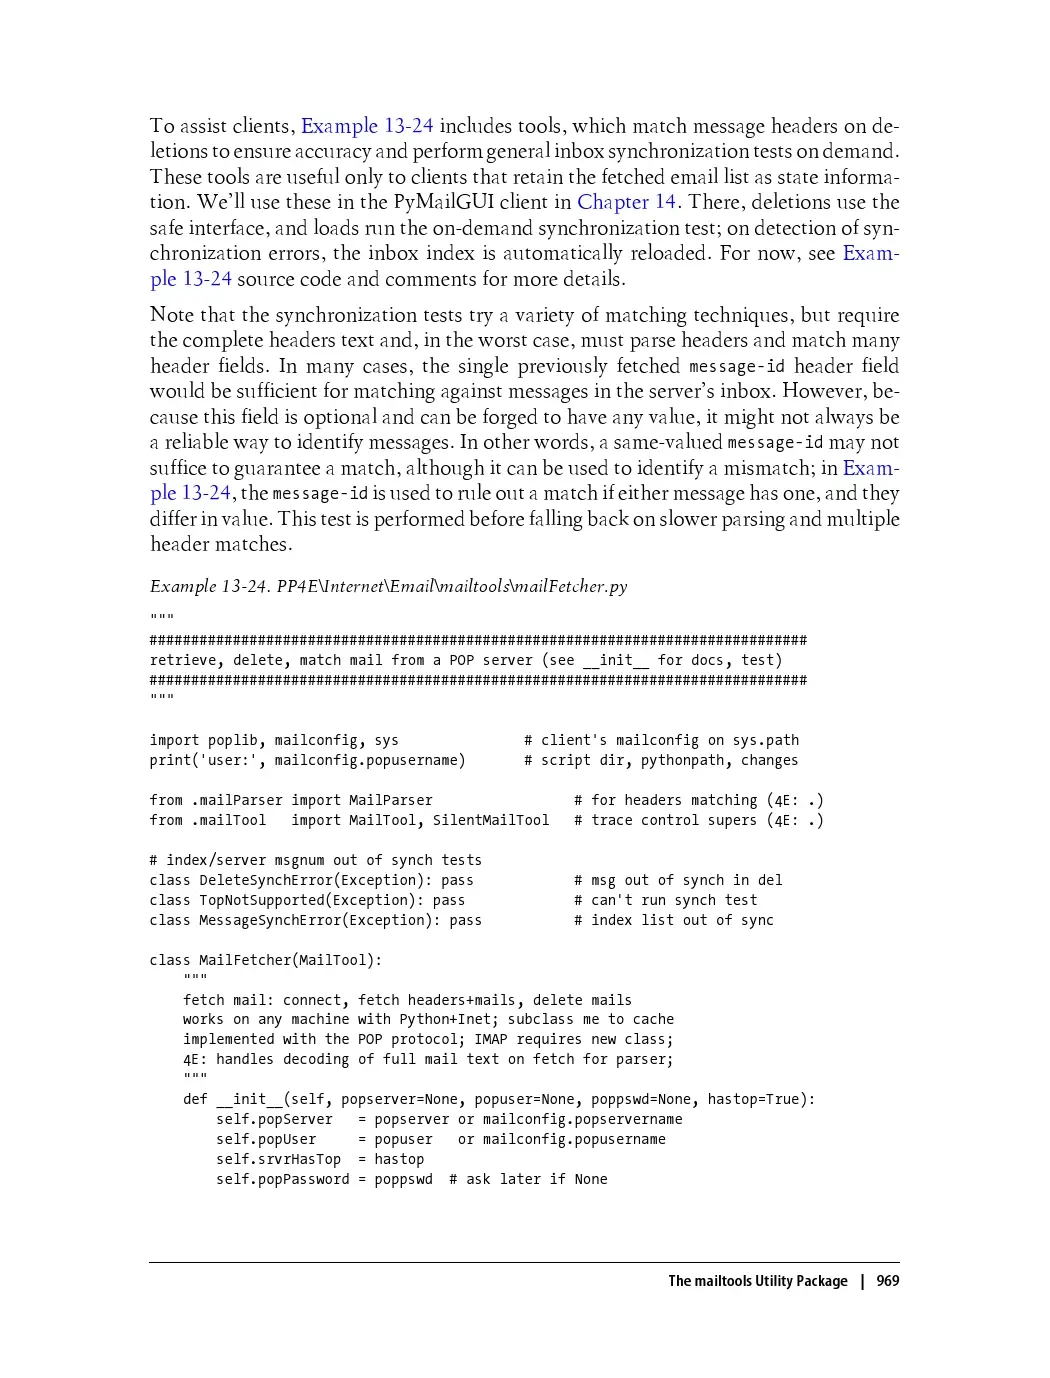 To assist clients, Example 13-24 includes tools, which match message headers on de-
letions to ensure accuracy and perform general inbox synchronization tests on demand.
These tools are useful only to clients that retain the fetched email list as state informa-
tion. We’ll use these in the PyMailGUI client in Chapter 14. There, deletions use the
safe interface, and loads run the on-demand synchronization test; on detection of syn-
chronization errors, the inbox index is automatically reloaded. For now, see Exam-
ple 13-24 source code and comments for more details.
Note that the synchronization tests try a variety of matching techniques, but require
the complete headers text and, in the worst case, must parse headers and match many
header fields. In many cases, the single previously fetched message-id header field
would be sufficient for matching against messages in the server’s inbox. However, be-
cause this field is optional and can be forged to have any value, it might not always be
a reliable way to identify messages. In other words, a same-valued message-id may not
suffice to guarantee a match, although it can be used to identify a mismatch; in Exam-
ple 13-24, the message-id is used to rule out a match if either message has one, and they
differ in value. This test is performed before falling back on slower parsing and multiple
header matches.
Example 13-24. PP4E\Internet\Email\mailtools\mailFetcher.py
"""
###############################################################################
retrieve, delete, match mail from a POP server (see __init__ for docs, test)
###############################################################################
"""
import poplib, mailconfig, sys               # client's mailconfig on sys.path
print('user:', mailconfig.popusername)       # script dir, pythonpath, changes
from .mailParser import MailParser                 # for headers matching (4E: .)
from .mailTool   import MailTool, SilentMailTool   # trace control supers (4E: .)
# index/server msgnum out of synch tests
class DeleteSynchError(Exception): pass            # msg out of synch in del
class TopNotSupported(Exception): pass             # can't run synch test
class MessageSynchError(Exception): pass           # index list out of sync
class MailFetcher(MailTool):
    """
    fetch mail: connect, fetch headers+mails, delete mails
    works on any machine with Python+Inet; subclass me to cache
    implemented with the POP protocol; IMAP requires new class;
    4E: handles decoding of full mail text on fetch for parser;
    """
    def __init__(self, popserver=None, popuser=None, poppswd=None, hastop=True):
        self.popServer   = popserver or mailconfig.popservername
        self.popUser     = popuser   or mailconfig.popusername
        self.srvrHasTop  = hastop
        self.popPassword = poppswd  # ask later if None
The mailtools Utility Package | 969